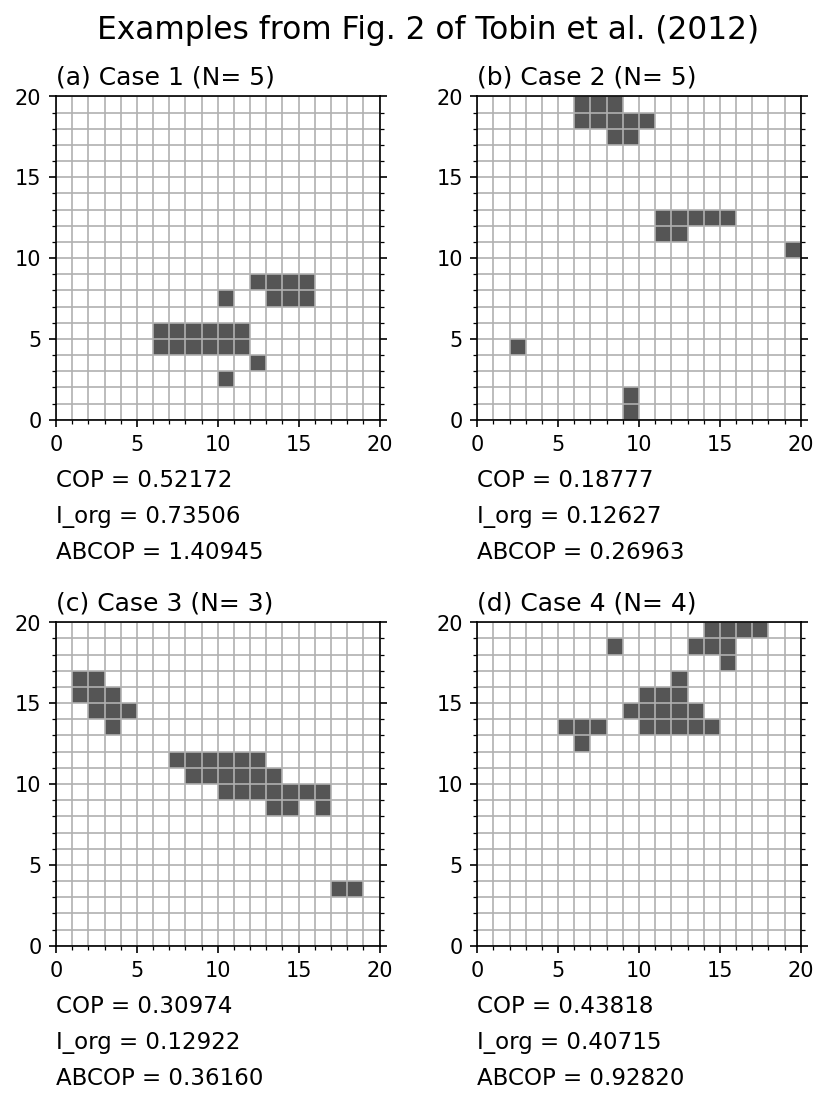 Examples from Fig. 2 of Tobin et al. (2012)
(a) Case 1 (N= 5)
20
15
10
5
0
0 5 10 15 20
COP = 0.52172
I_org = 0.73506
ABCOP = 1.40945
(b) Case 2 (N= 5)
20
15
10
5
0
0 5 10 15 20
COP = 0.18777
I_org = 0.12627
ABCOP = 0.26963
(c) Case 3 (N= 3)
20
15
10
5
0
0 5 10 15 20
COP = 0.30974
I_org = 0.12922
ABCOP = 0.36160
(d) Case 4 (N= 4)
20
15
10
5
0
0 5 10 15 20
COP = 0.43818
I_org = 0.40715
ABCOP = 0.92820